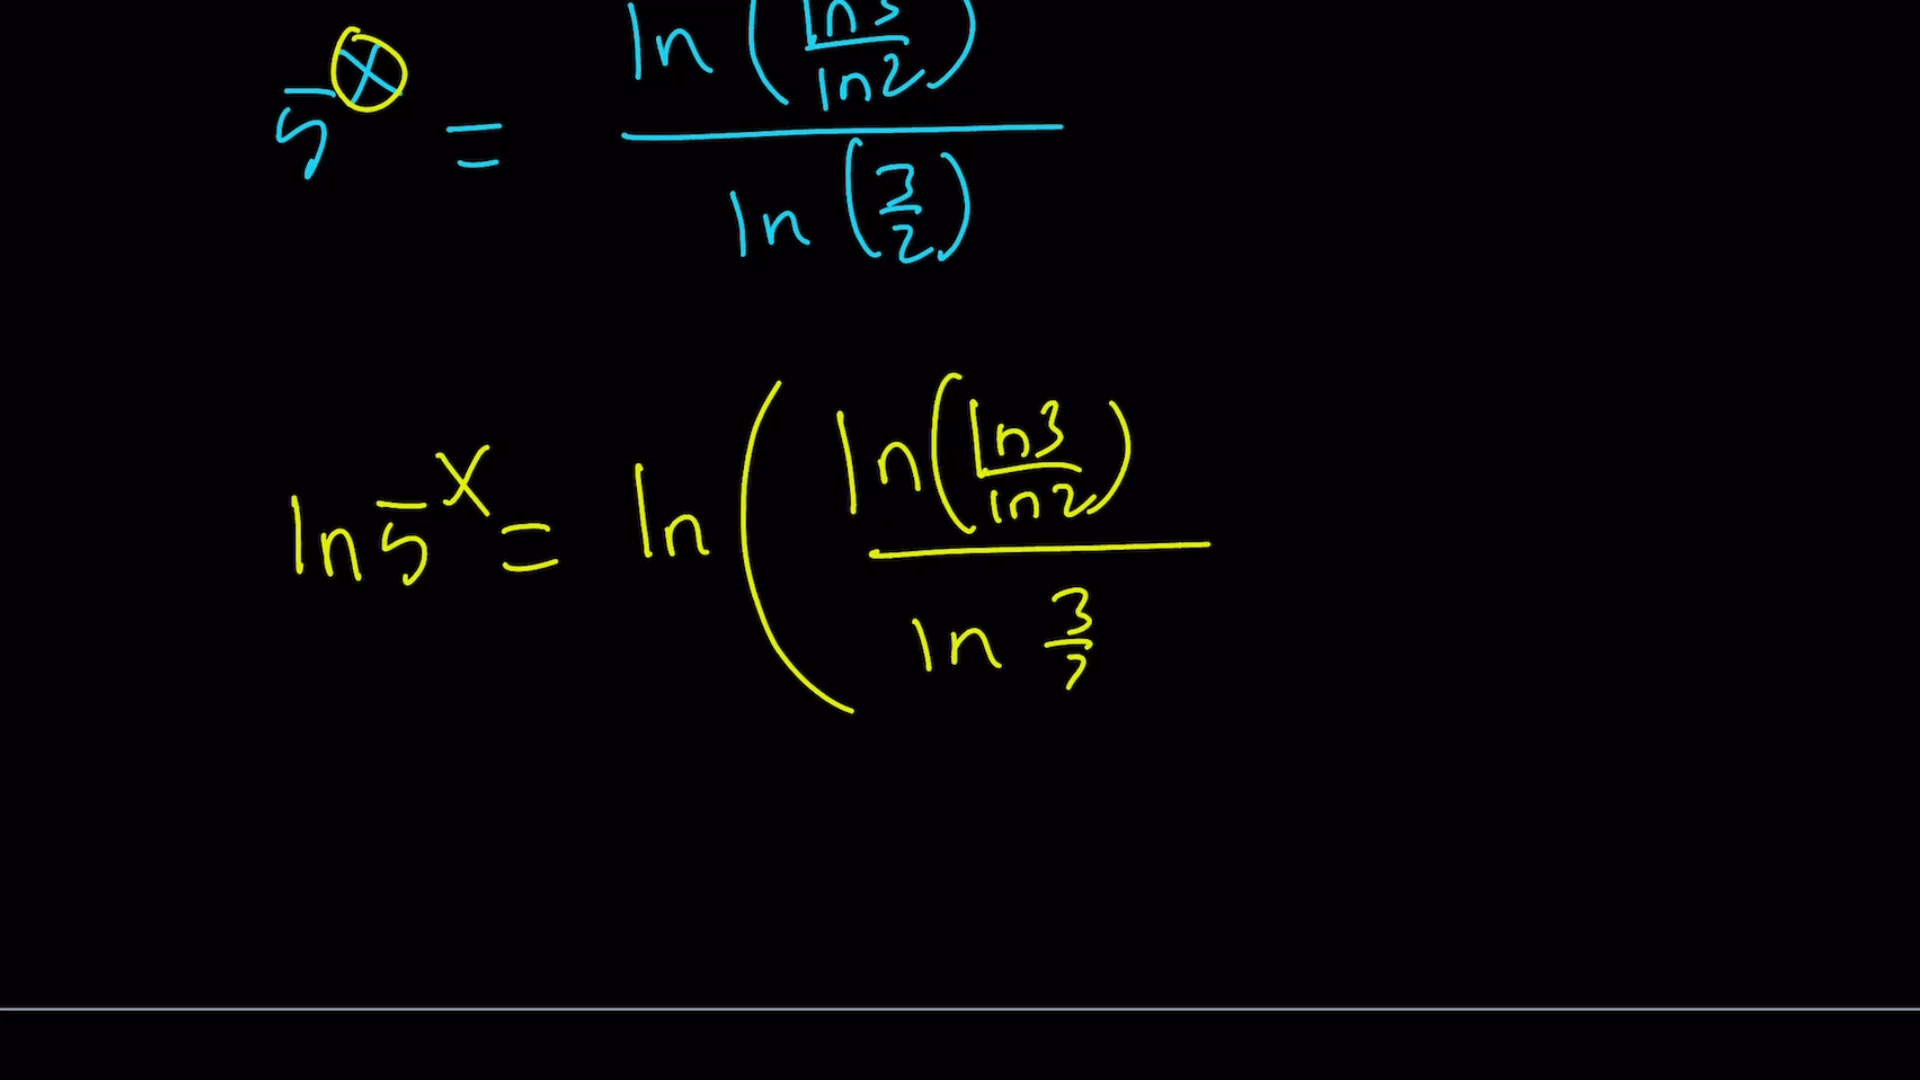 5^x = ln(ln3/ln2) / ln(3/2)
ln5^x = ln( ln(ln3/ln2) / ln 3/2